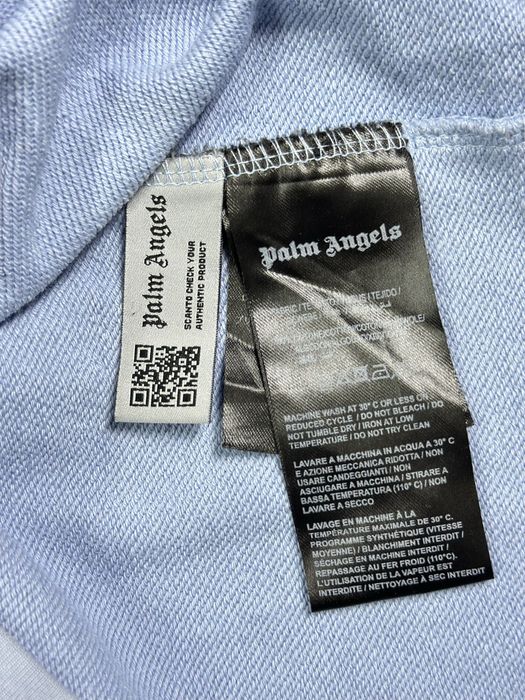 Palm Angels
SCANTO CHECK YOUR
AUTHENTIC PRODUCT
Palm Angels
MACHINE WASH AT 30° C OR LESS
REDUCED CYCLE / DO NOT BLEACH / DO
NOT TUMBLE DRY / IRON AT LOW
TEMPERATURE / DO NOT TRY CLEAN
LAVARE A MACCHINA IN ACQUA A 30° C
E AZIONE MECCANICA RIDOTTA / NON
USARE CANDEGGIANTI / NON
ASCIUGARE A MACCHINA / STIRARE A
BASSA TEMPERATURA (110° C) / NON
LAVARE A SECCO
LAVAGE EN MACHINE À LA
TEMPÉRATURE MAXIMALE DE 30° C.
PROGRAMME SYNTHÉTIQUE (VITESSE
MOYENNE) / BLANCHIMENT INTERDIT /
SÉCHAGE EN MACHINE INTERDIT /
REPASSAGE AU FER FROID (110°C).
L'UTILISATION DE LA VAPEUR EST
INTERDITE / NETTOYAGE À SEC INTERDIT